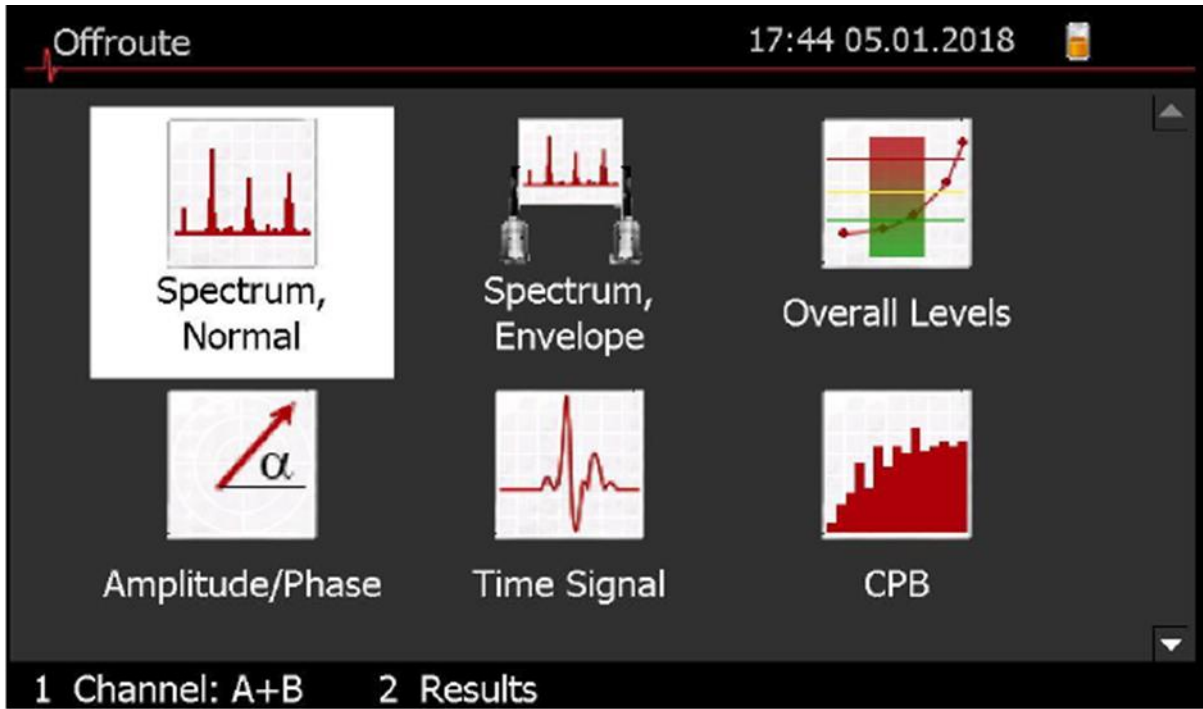 Offroute
17:44 05.01.2018
Spectrum,
Normal
Spectrum,
Envelope
Overall Levels
α
Amplitude/Phase
Time Signal
CPB
1 Channel: A+B
2 Results